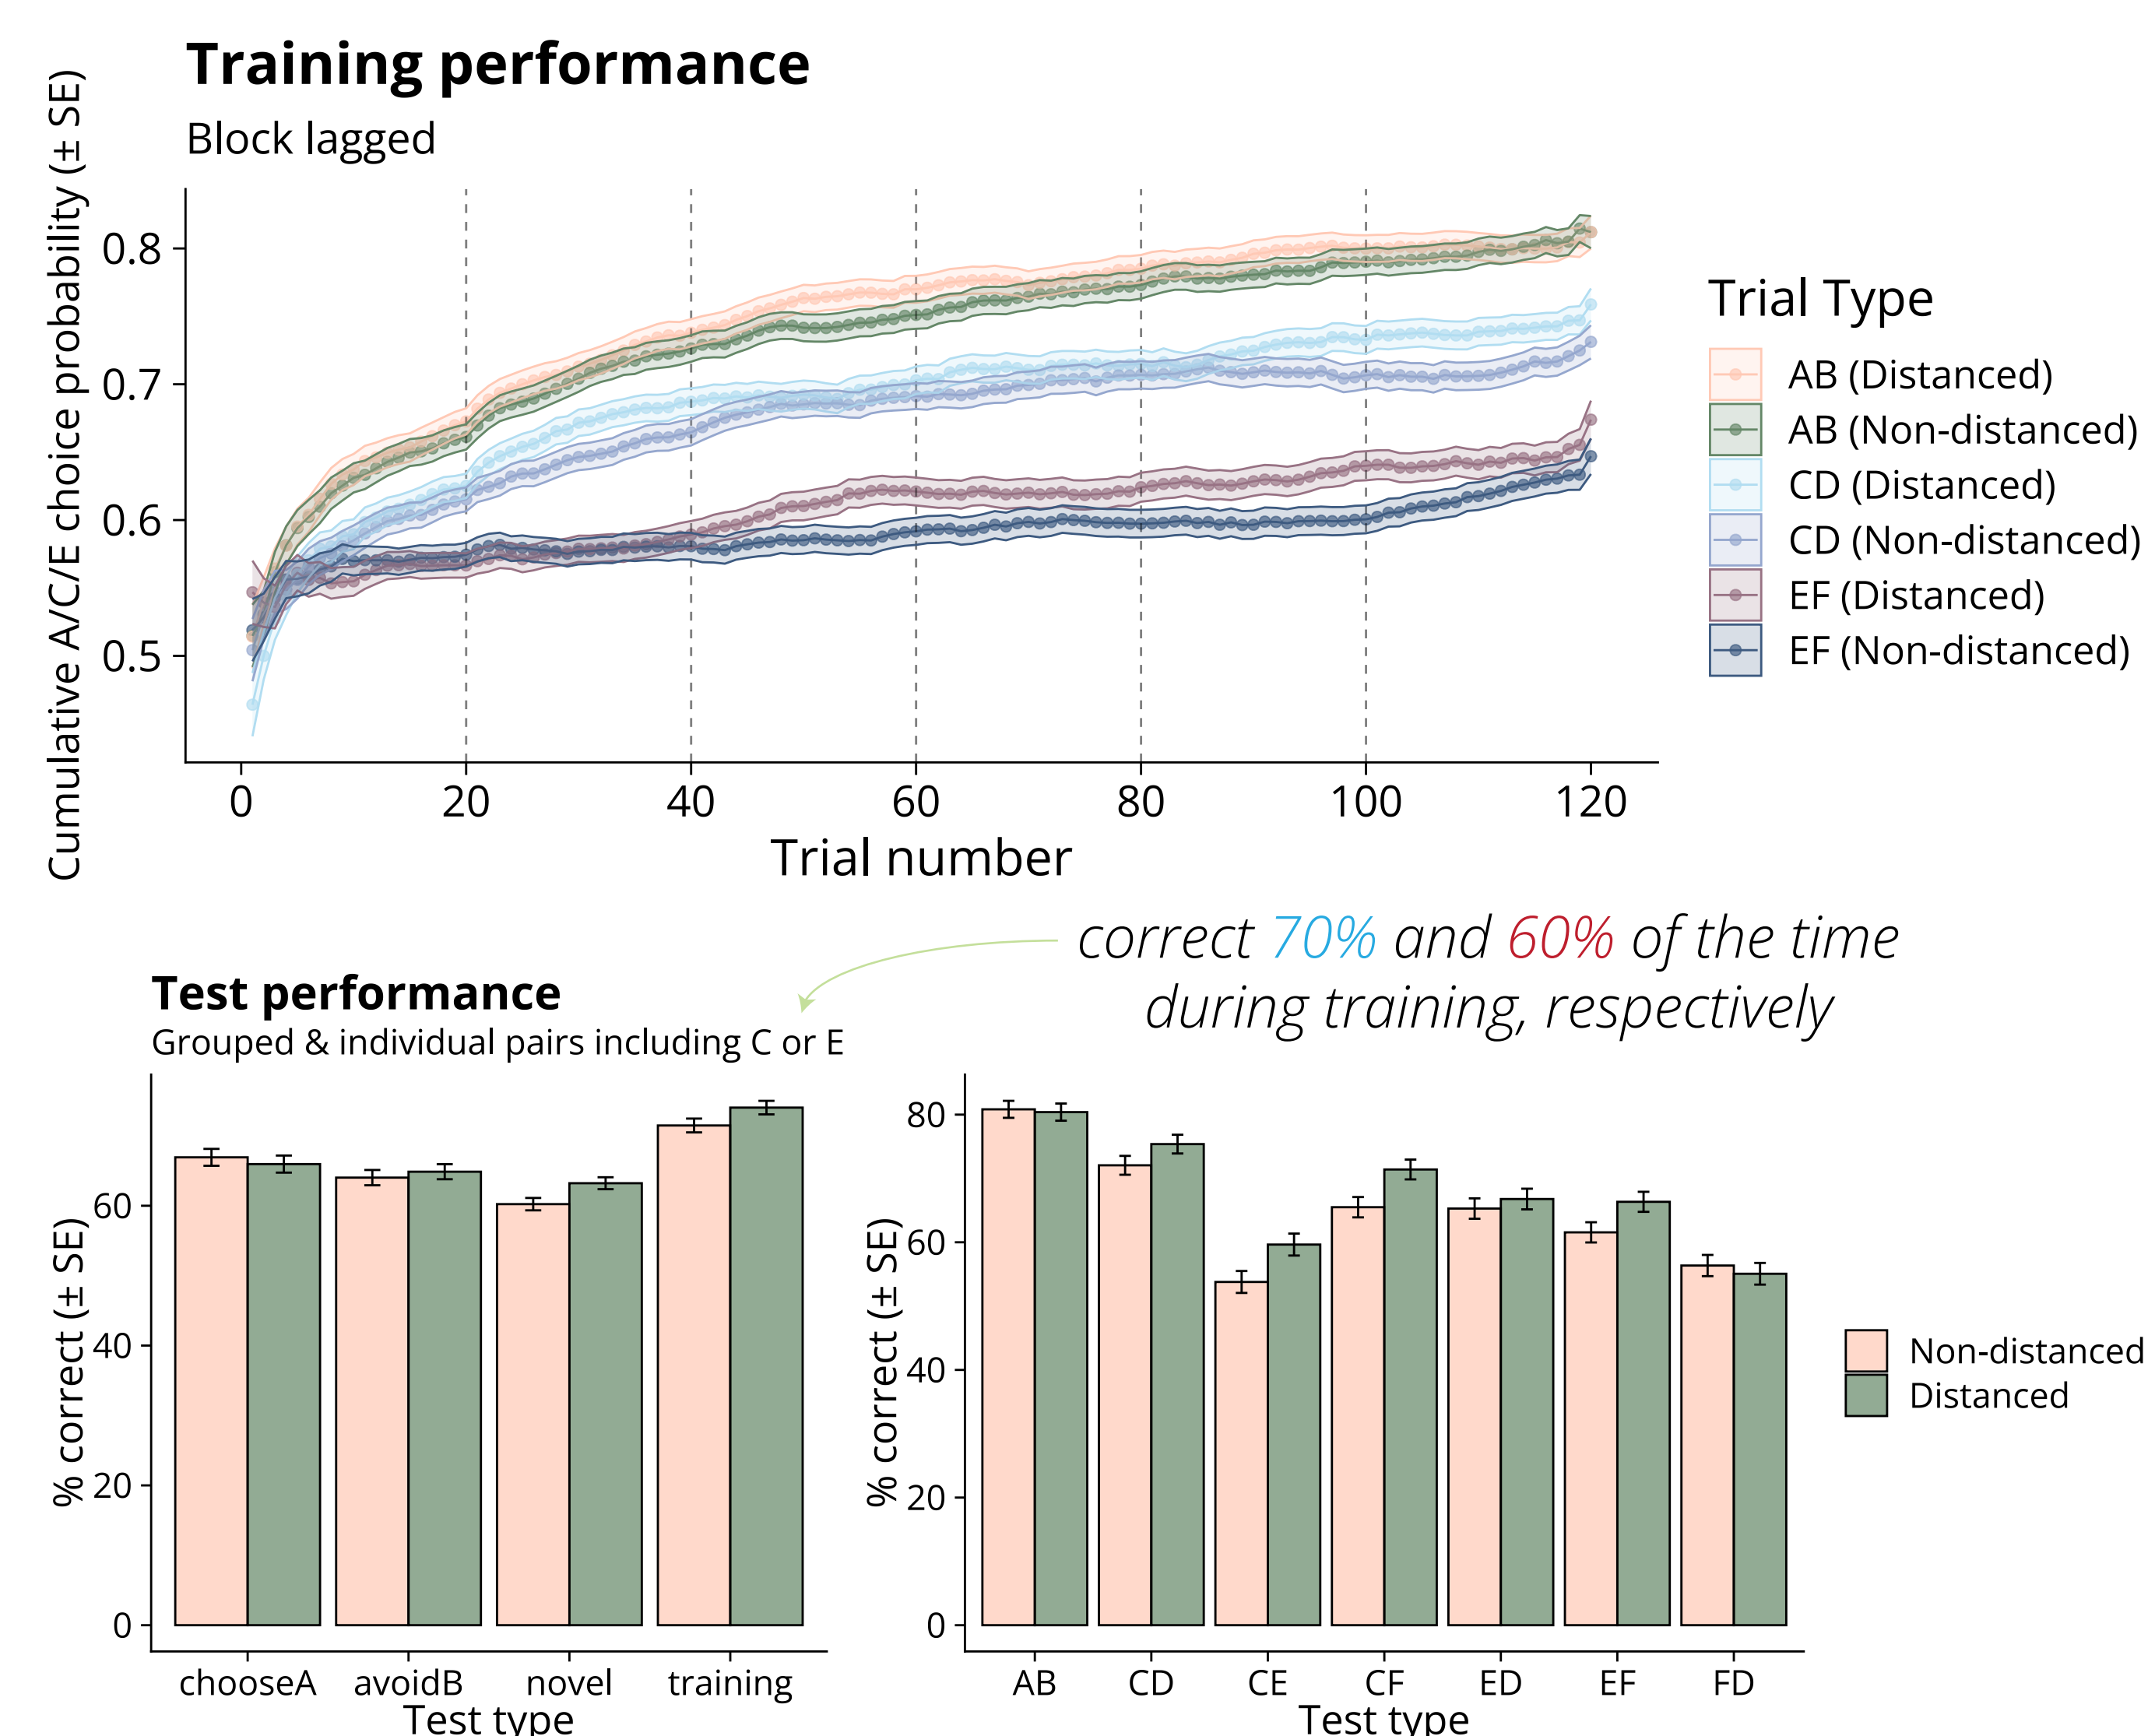 Training performance
Block lagged
Cumulative A/C/E choice probability (± SE)
0.8
0.7
0.6
0.5
0 20 40 60 80 100 120
Trial number
Trial Type
AB (Distanced)
AB (Non-distanced)
CD (Distanced)
CD (Non-distanced)
EF (Distanced)
EF (Non-distanced)
correct 70% and 60% of the time
during training, respectively
Test performance
Grouped & individual pairs including C or E
% correct (± SE)
60
40
20
0
chooseA avoidB novel training
Test type
% correct (± SE)
80
60
40
20
0
AB CD CE CF ED EF FD
Test type
Non-distanced
Distanced